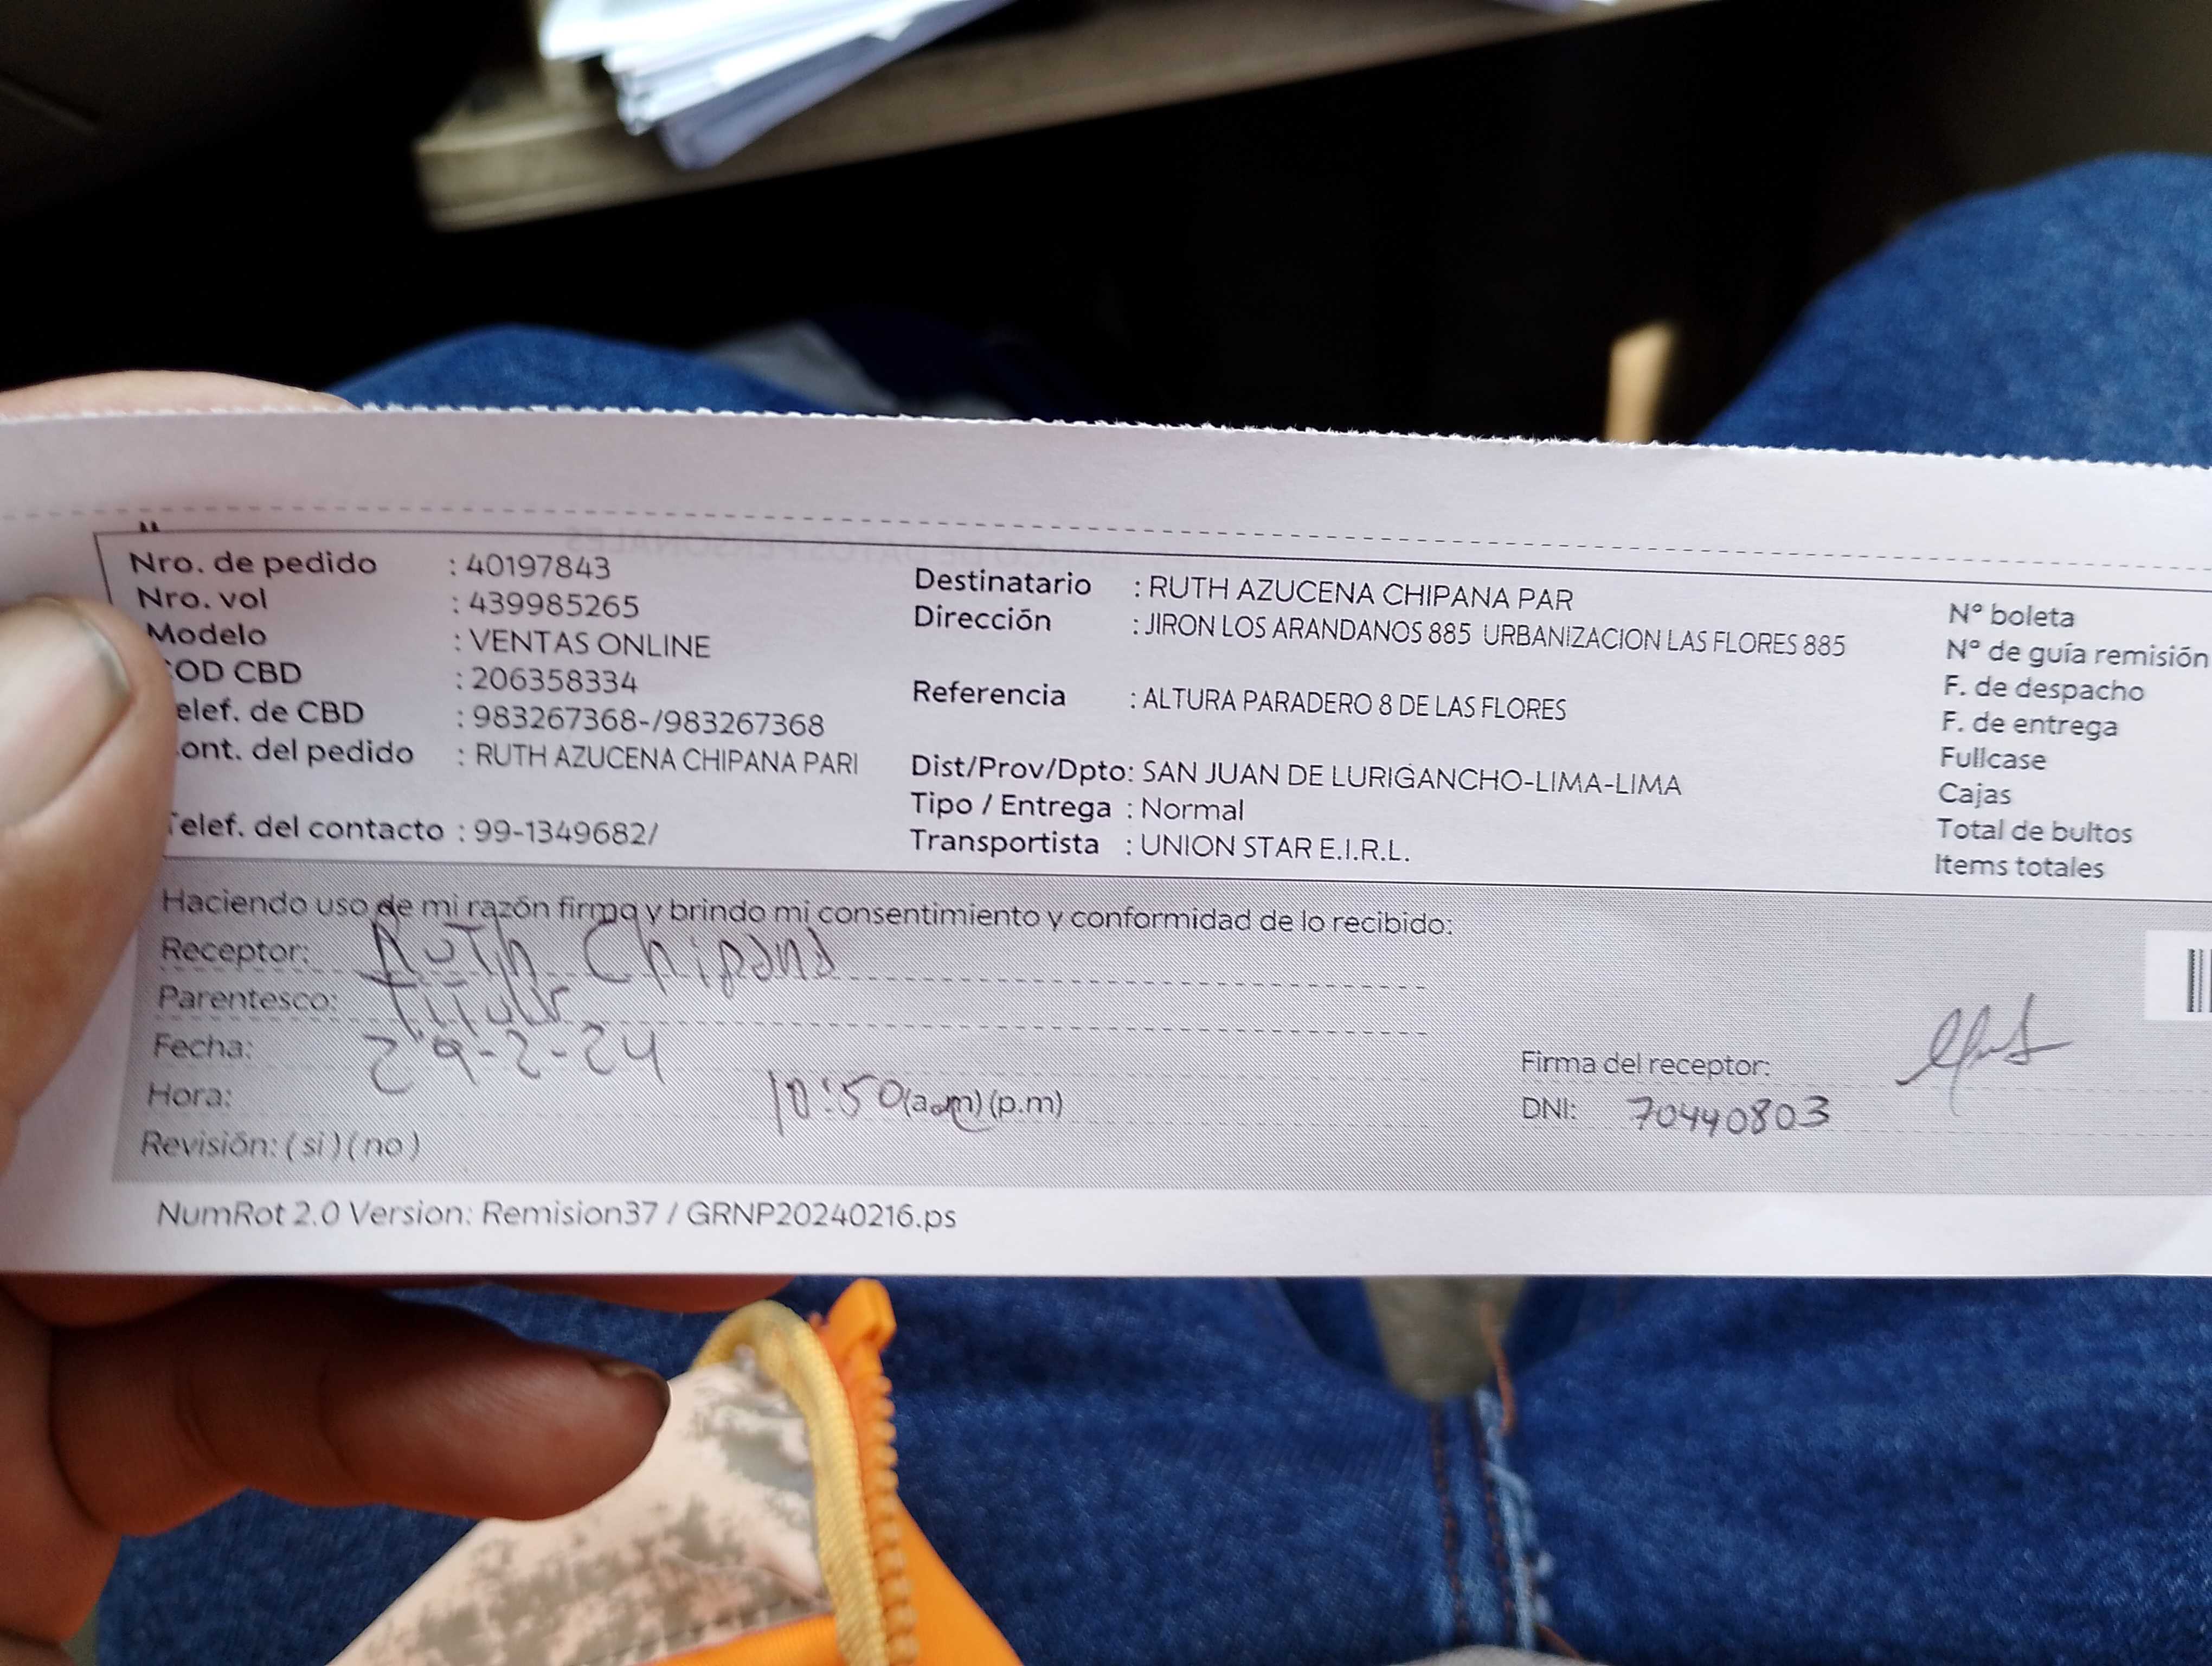 Nro. de pedido : 40197843
Nro. vol : 439985265
Modelo : VENTAS ONLINE
OD CBD : 206358334
elef. de CBD : 983267368-/983267368
ont. del pedido : RUTH AZUCENA CHIPANA PARI
Telef. del contacto : 99-1349682/
Destinatario : RUTH AZUCENA CHIPANA PAR
Dirección : JIRON LOS ARANDANOS 885 URBANIZACION LAS FLORES 885
Referencia : ALTURA PARADERO 8 DE LAS FLORES
Dist/Prov/Dpto: SAN JUAN DE LURIGANCHO-LIMA-LIMA
Tipo / Entrega : Normal
Transportista : UNION STAR E.I.R.L.
N° boleta
N° de guía remisión
F. de despacho
F. de entrega
Fullcase
Cajas
Total de bultos
Items totales
Haciendo uso de mi razón firmo y brindo mi consentimiento y conformidad de lo recibido:
Receptor: Ruth Chipana
Parentesco: titular
Fecha: 29-2-24
Hora: 10:50 (a.m) (p.m)
Revisión: (si) (no)
Firma del receptor:
DNI: 70440803
NumRot 2.0 Version: Remision37 / GRNP20240216.ps